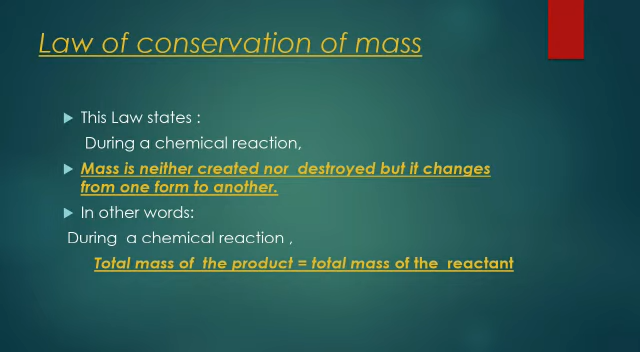 Law of conservation of mass
This Law states :
During a chemical reaction,
Mass is neither created nor destroyed but it changes
from one form to another.
In other words:
During a chemical reaction ,
Total mass of the product = total mass of the reactant